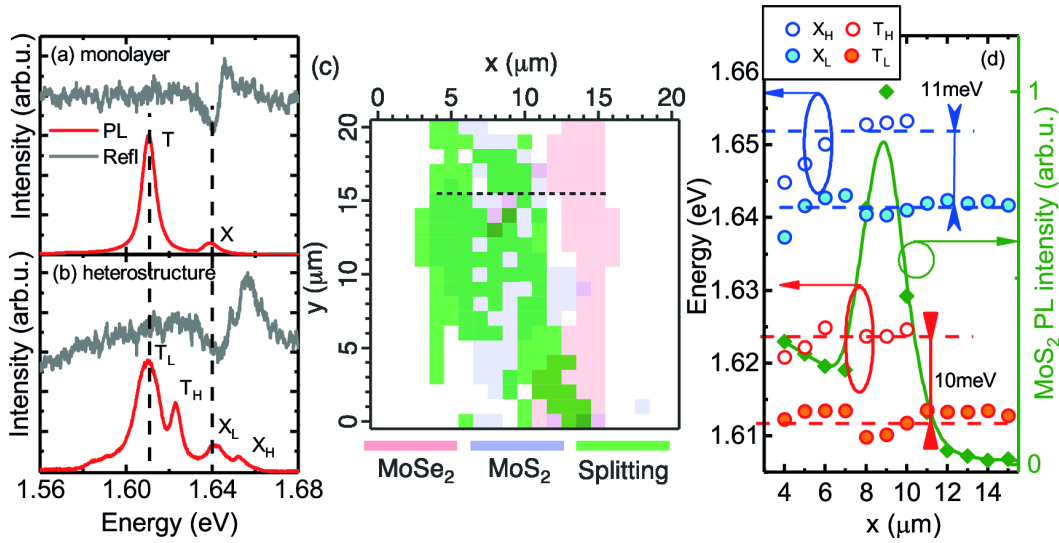 (a) monolayer
Intensity (arb.u.)
PL
Refl
T
X
(b) heterostructure
Intensity (arb.u.)
T_L
T_H
X_L
X_H
1.56 1.60 1.64 1.68
Energy (eV)
(c)
x (μm)
0 5 10 15 20
y (μm)
20
15
10
5
0
MoSe₂ MoS₂ Splitting
X_H T_H
X_L T_L
(d)
Energy (eV)
1.66
1.65
1.64
1.63
1.62
1.61
11meV
10meV
4 6 8 10 12 14
x (μm)
MoS₂ PL intensity (arb.u.)
1
0